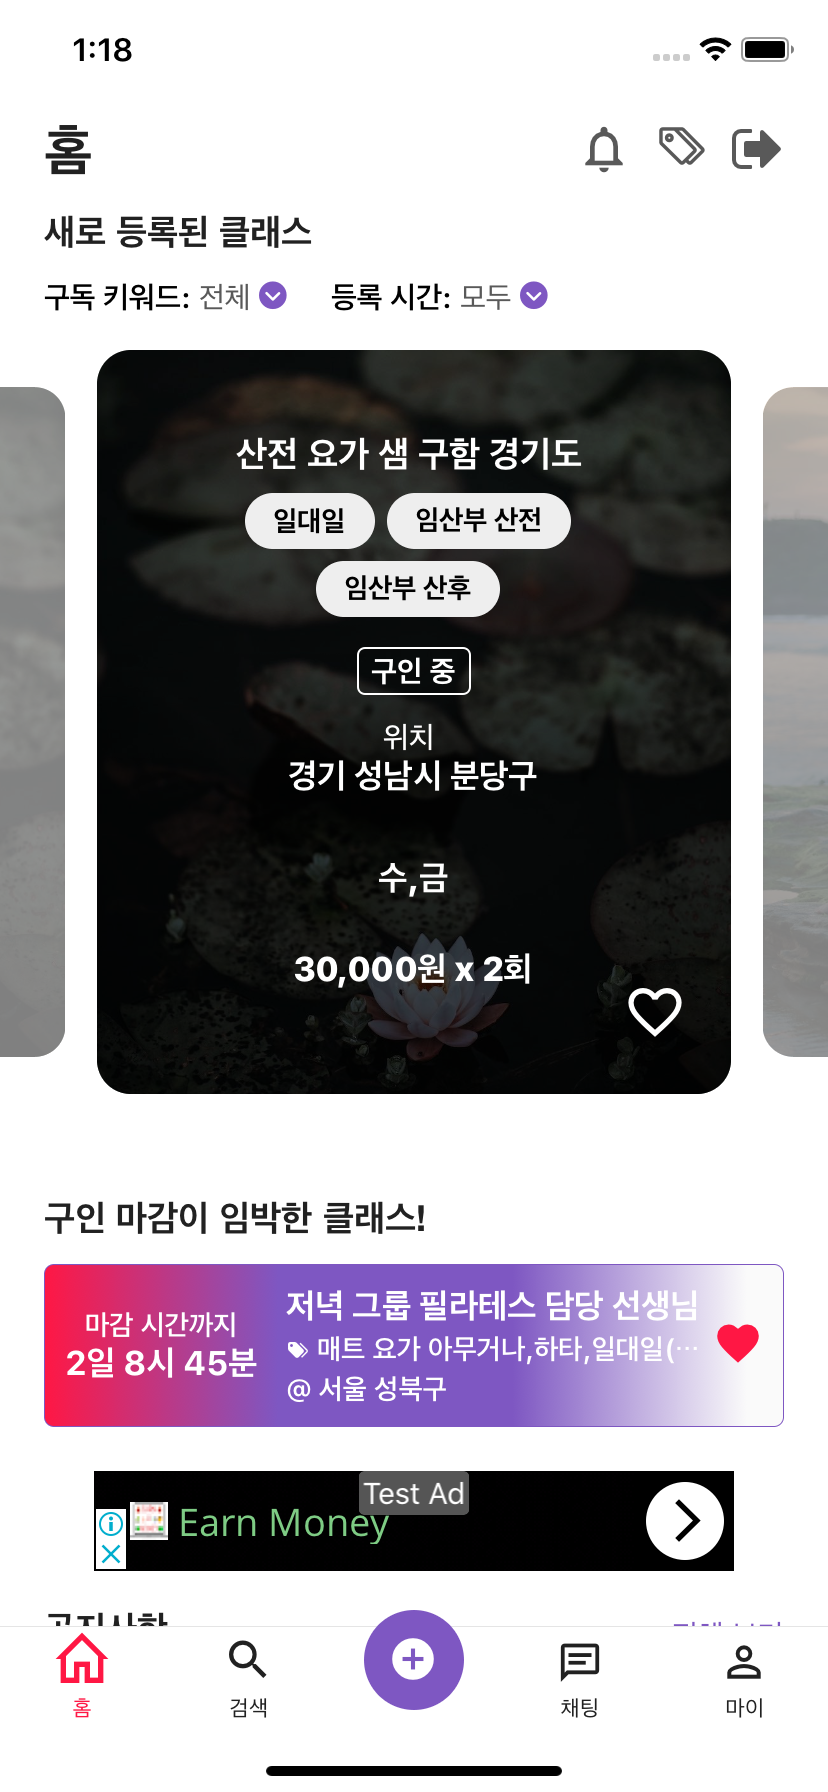 1:18
홈
새로 등록된 클래스
구독 키워드: 전체 등록 시간: 모두
산전 요가 샘 구함 경기도
일대일 임산부 산전
임산부 산후
구인 중
위치
경기 성남시 분당구
수,금
30,000원 x 2회
구인 마감이 임박한 클래스!
마감 시간까지
2일 8시 45분
저녁 그룹 필라테스 담당 선생님
매트 요가 아무거나,하타,일대일(…
@ 서울 성북구
Test Ad
Earn Money
공지사항
홈 검색 채팅 마이